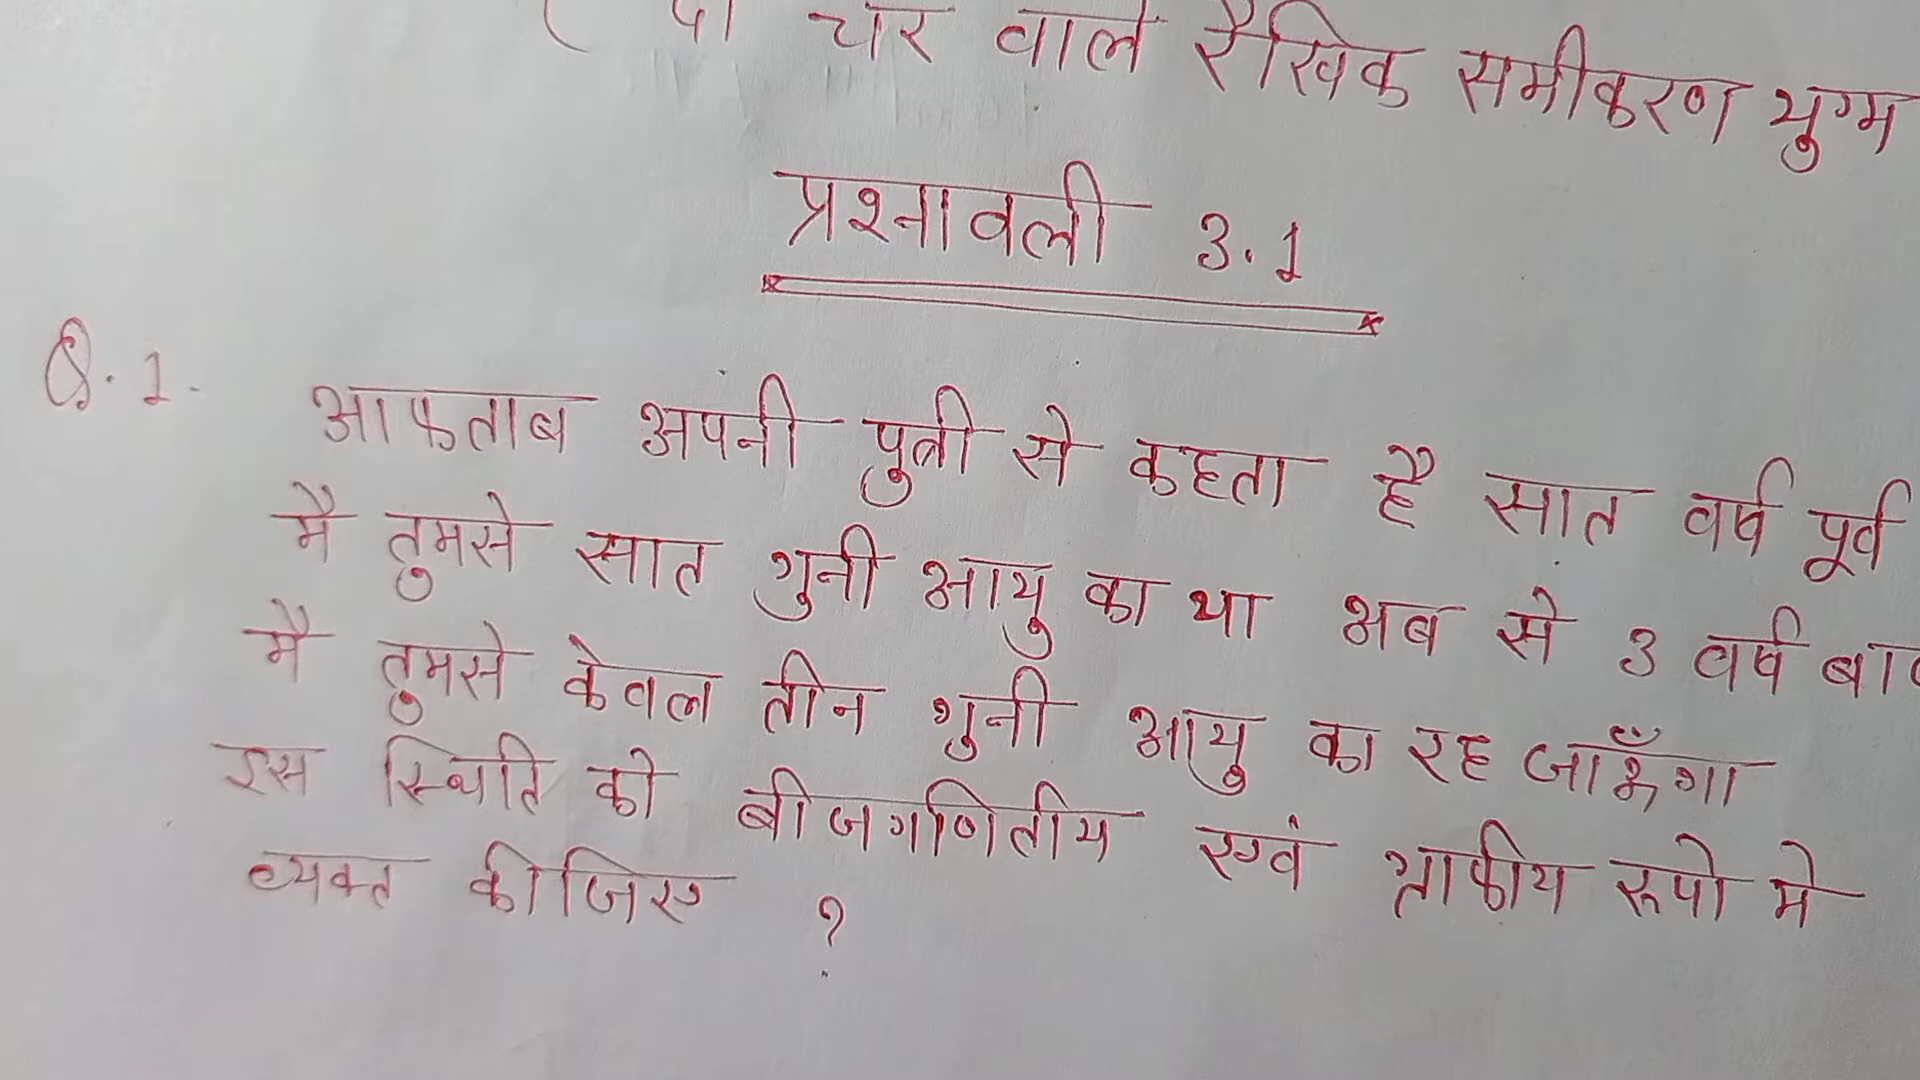 ( दो चर वाले रैखिक समीकरण युग्म
प्रश्नावली 3.1
Q.1. आफताब अपनी पुत्री से कहता है सात वर्ष पूर्व
मै तुमसे सात गुनी आयु का था अब से 3 वर्ष बाद
मै तुमसे केवल तीन गुनी आयु का रह जाऊँगा
इस स्थिति को बीजगणितीय एवं ग्राफीय रूपो मे
व्यक्त कीजिए ?